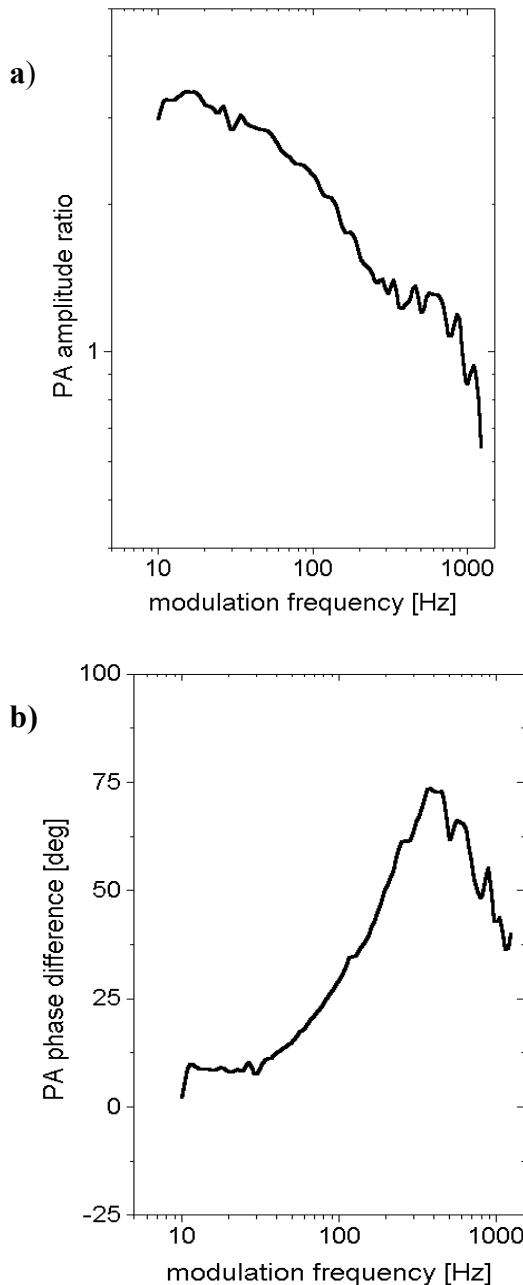 a)
PA amplitude ratio
2
1
10 100 1000
modulation frequency [Hz]
b)
PA phase difference [deg]
100
75
50
25
0
-25
10 100 1000
modulation frequency [Hz]